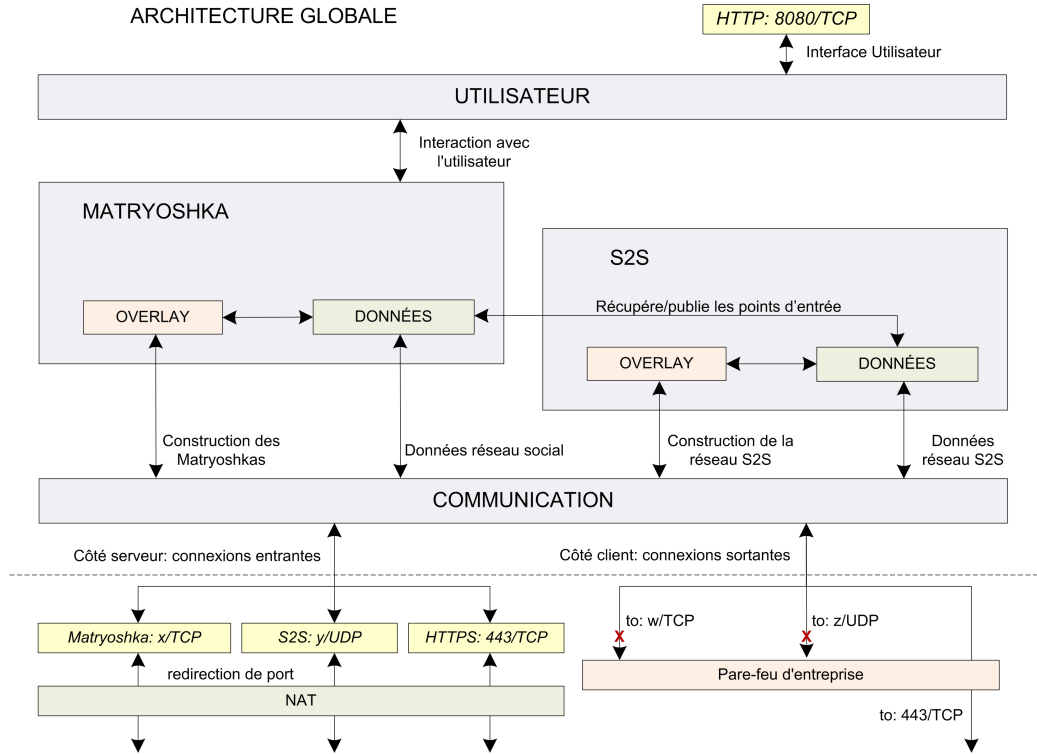 ARCHITECTURE GLOBALE
HTTP: 8080/TCP
Interface Utilisateur
UTILISATEUR
Interaction avec
l'utilisateur
MATRYOSHKA
S2S
OVERLAY
DONNÉES
Récupére/publie les points d’entrée
OVERLAY
DONNÉES
Construction des
Matryoshkas
Données réseau social
Construction de la
réseau S2S
Données
réseau S2S
COMMUNICATION
Côté serveur: connexions entrantes
Côté client: connexions sortantes
Matryoshka: x/TCP
S2S: y/UDP
HTTPS: 443/TCP
to: w/TCP
to: z/UDP
X
X
redirection de port
NAT
Pare-feu d'entreprise
to: 443/TCP